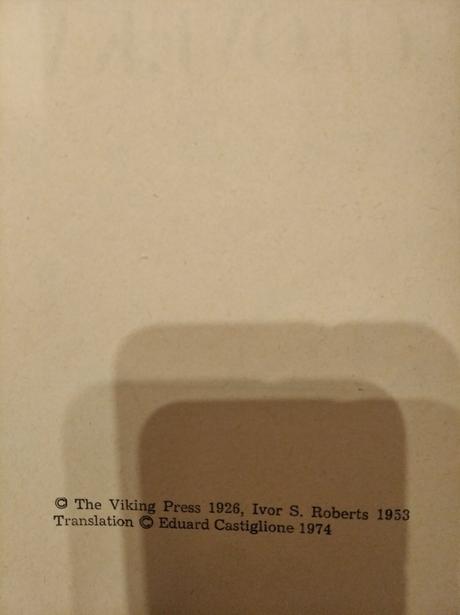 © The Viking Press 1926, Ivor S. Roberts 1953
Translation © Eduard Castiglione 1974